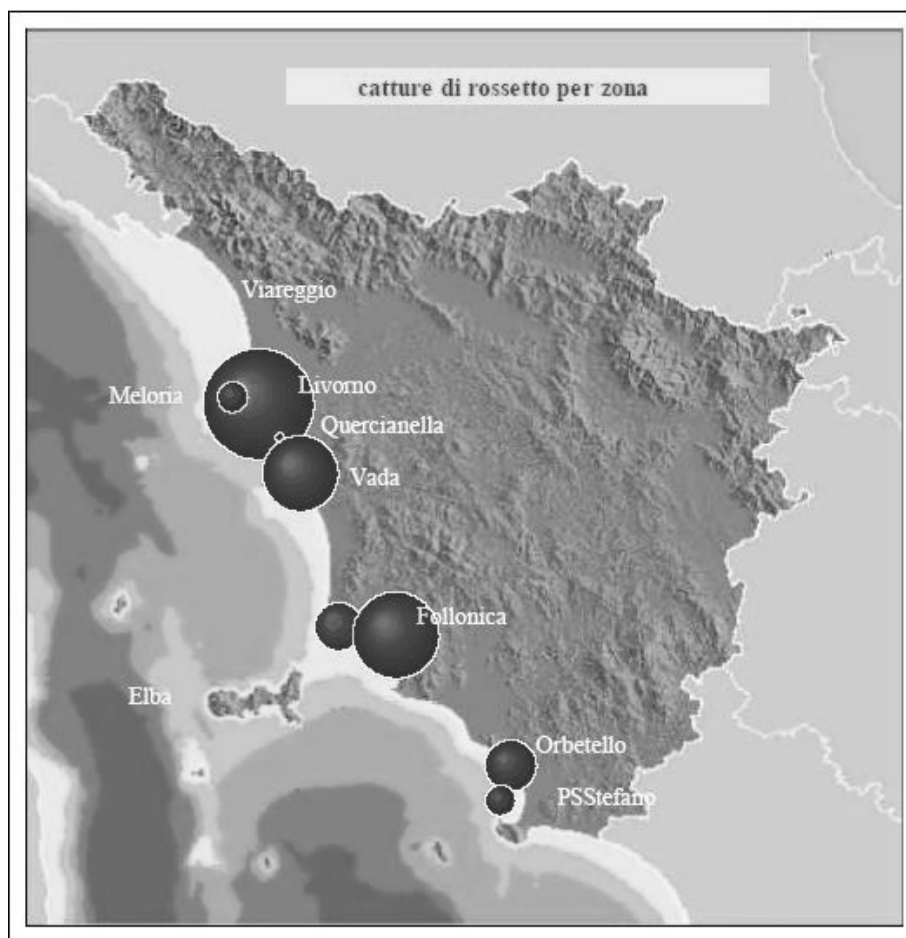 catture di rossetto per zona
Viareggio
Meloria
Livorno
Quercianella
Vada
Follonica
Elba
Orbetello
PSStefano